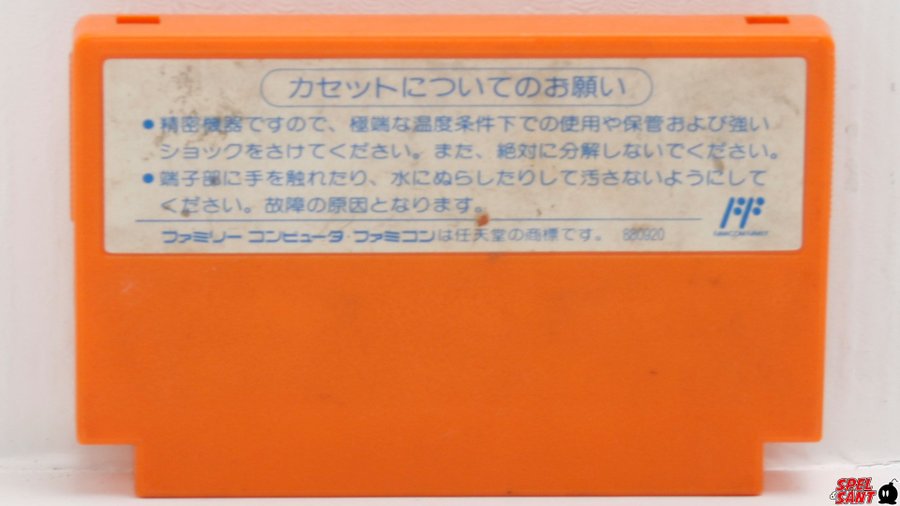 カセットについてのお願い
●精密機器ですので、極端な温度条件下での使用や保管および強い
ショックをさけてください。また、絶対に分解しないでください。
●端子部に手を触れたり、水にぬらしたりして汚さないようにして
ください。故障の原因となります。
FF
ファミリーコンピュータ・ファミコンは任天堂の商標です。 880920
SPEL
SANT